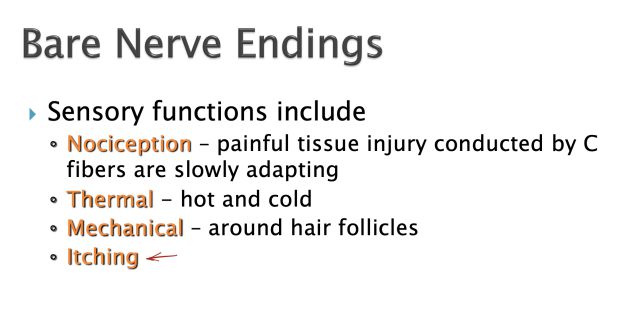 Bare Nerve Endings
Sensory functions include
Nociception – painful tissue injury conducted by C
fibers are slowly adapting
Thermal – hot and cold
Mechanical – around hair follicles
Itching